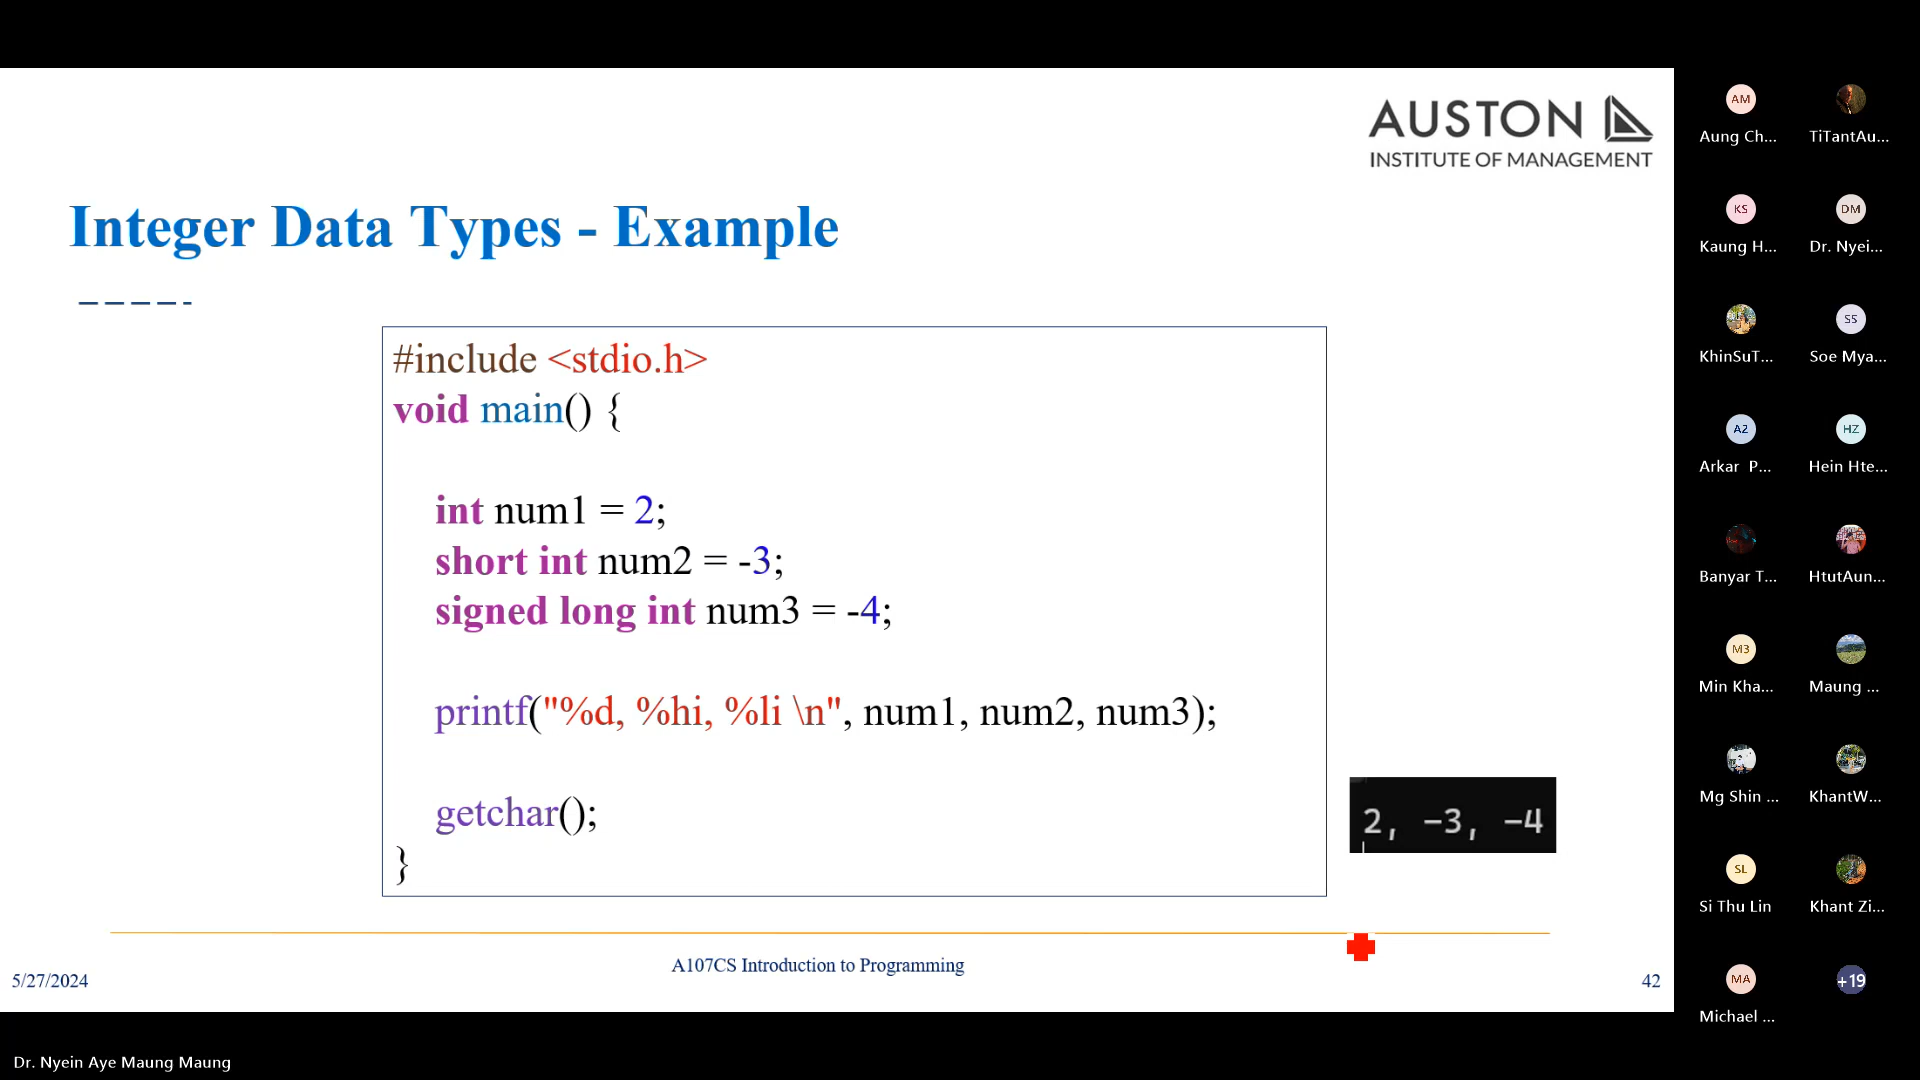 AUSTON
INSTITUTE OF MANAGEMENT
Integer Data Types - Example
#include <stdio.h>
void main() {
int num1 = 2;
short int num2 = -3;
signed long int num3 = -4;
printf("%d, %hi, %li \n", num1, num2, num3);
getchar();
}
2, -3, -4
A107CS Introduction to Programming
5/27/2024
42
AM
Aung Ch...
TiTantAu...
KS
Kaung H...
DM
Dr. Nyei...
KhinSuT...
SS
Soe Mya...
A2
Arkar P...
HZ
Hein Hte...
Banyar T...
HtutAun...
M3
Min Kha...
Maung ...
Mg Shin ...
KhantW...
SL
Si Thu Lin
Khant Zi...
MA
Michael ...
+19
Dr. Nyein Aye Maung Maung